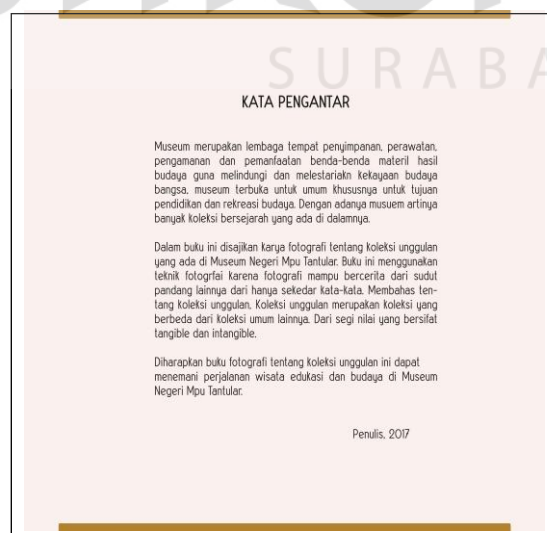 SURABA
KATA PENGANTAR
Museum merupakan lembaga tempat penyimpanan, perawatan,
pengamanan dan pemanfaatan benda-benda materil hasil
budaya guna melindungi dan melestariakn kekayaan budaya
bangsa, museum terbuka untuk umum khususnya untuk tujuan
pendidikan dan rekreasi budaya. Dengan adanya musuem artinya
banyak koleksi bersejarah yang ada di dalamnya.
Dalam buku ini disajikan karya fotografi tentang koleksi unggulan
yang ada di Museum Negeri Mpu Tantular. Buku ini menggunakan
teknik fotogrfai karena fotografi mampu bercerita dari sudut
pandang lainnya dari hanya sekedar kata-kata. Membahas ten-
tang koleksi unggulan, Koleksi unggulan merupakan koleksi yang
berbeda dari koleksi umum lainnya. Dari segi nilai yang bersifat
tangible dan intangible.
Diharapkan buku fotografi tentang koleksi unggulan ini dapat
menemani perjalanan wisata edukasi dan budaya di Museum
Negeri Mpu Tantular.
Penulis, 2017